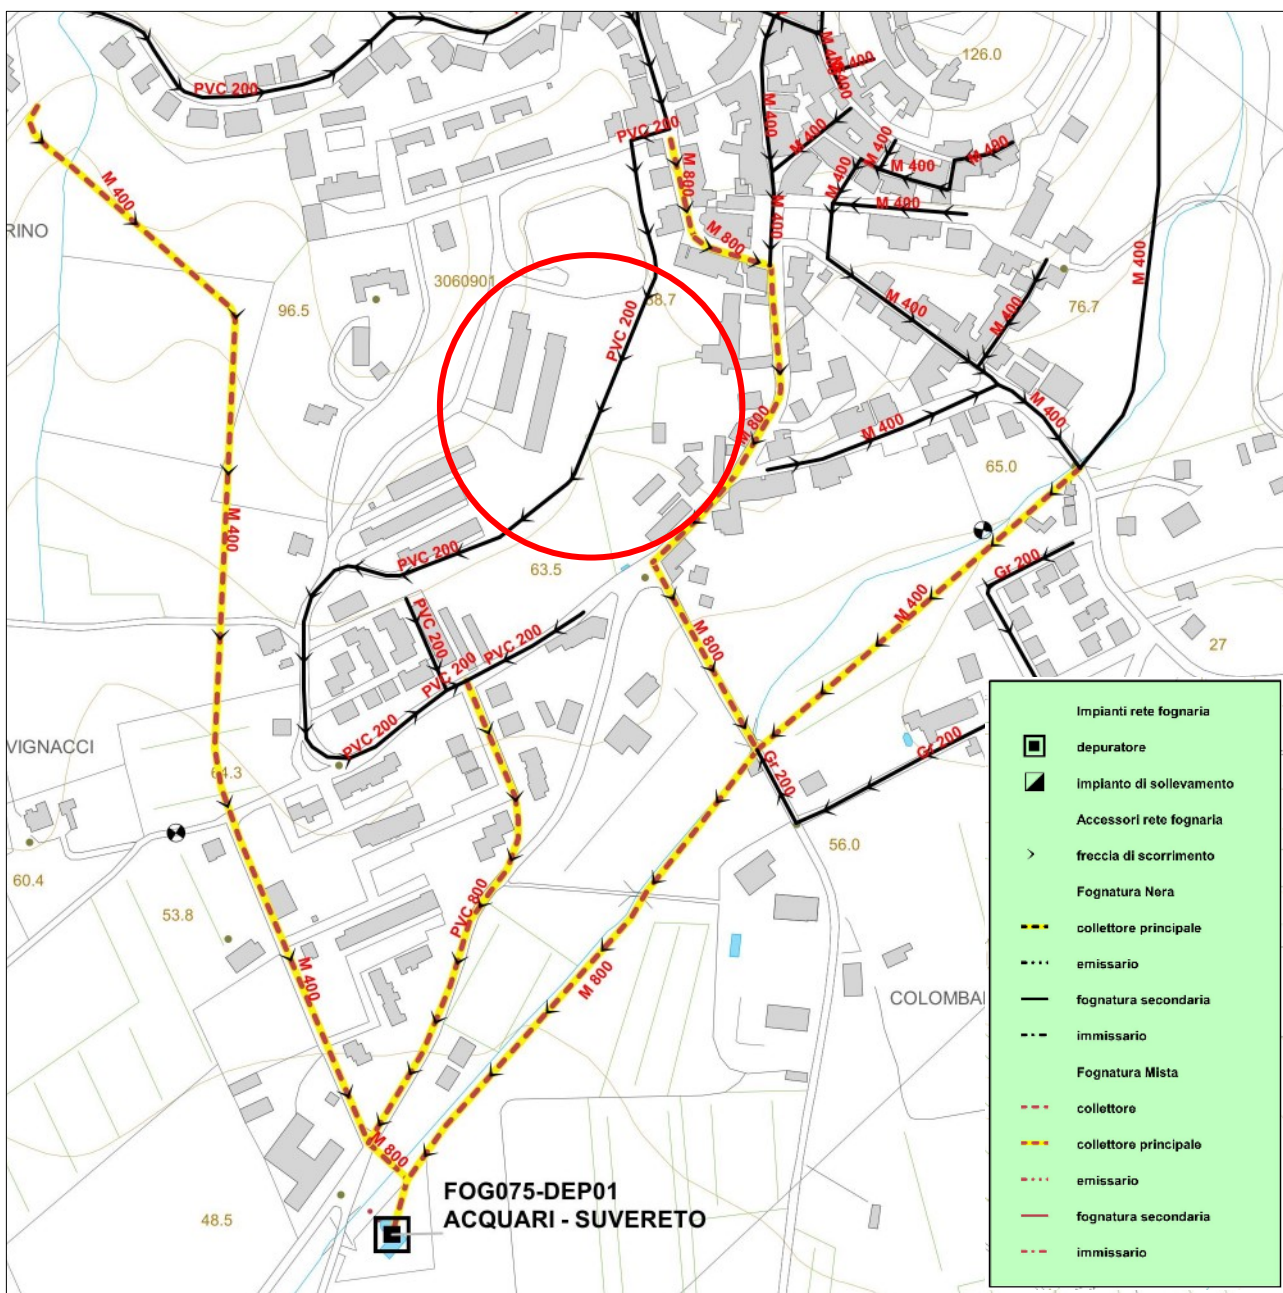 PVC 200
M 400
M 400
M 400
126.0
PVC 200
M 400
M 400
M 400
M 400
M 400
M 400
M 800
M 400
M 400
M 400
RINO
M 800
M 400
3060901
96.5
M 400
M 400
76.7
PVC 200
M 400
M 800
M 400
M 400
65.0
M 400
PVC 200
63.5
Gr 200
M 400
PVC 200
M 800
PVC 200
27
PVC 200
PVC 200
VIGNACCI
Gr 200
Gr 200
64.3
56.0
60.4
53.8
PVC 800
M 400
M 800
COLOMBA
M 800
FOG075-DEP01
ACQUARI - SUVERETO
48.5
Impianti rete fognaria
depuratore
impianto di sollevamento
Accessori rete fognaria
freccia di scorrimento
Fognatura Nera
collettore principale
emissario
fognatura secondaria
immissario
Fognatura Mista
collettore
collettore principale
emissario
fognatura secondaria
immissario